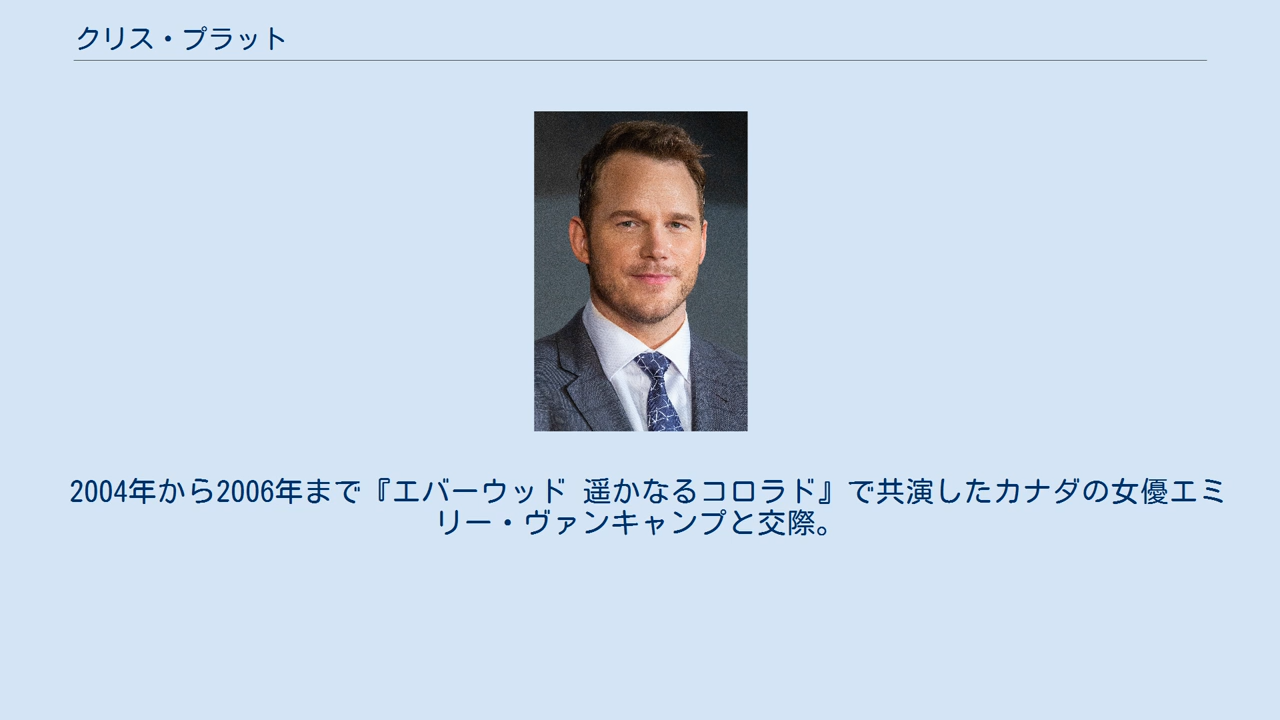 クリス・プラット
2004年から2006年まで『エバーウッド 遥かなるコロラド』で共演したカナダの女優エミ
リー・ヴァンキャンプと交際。